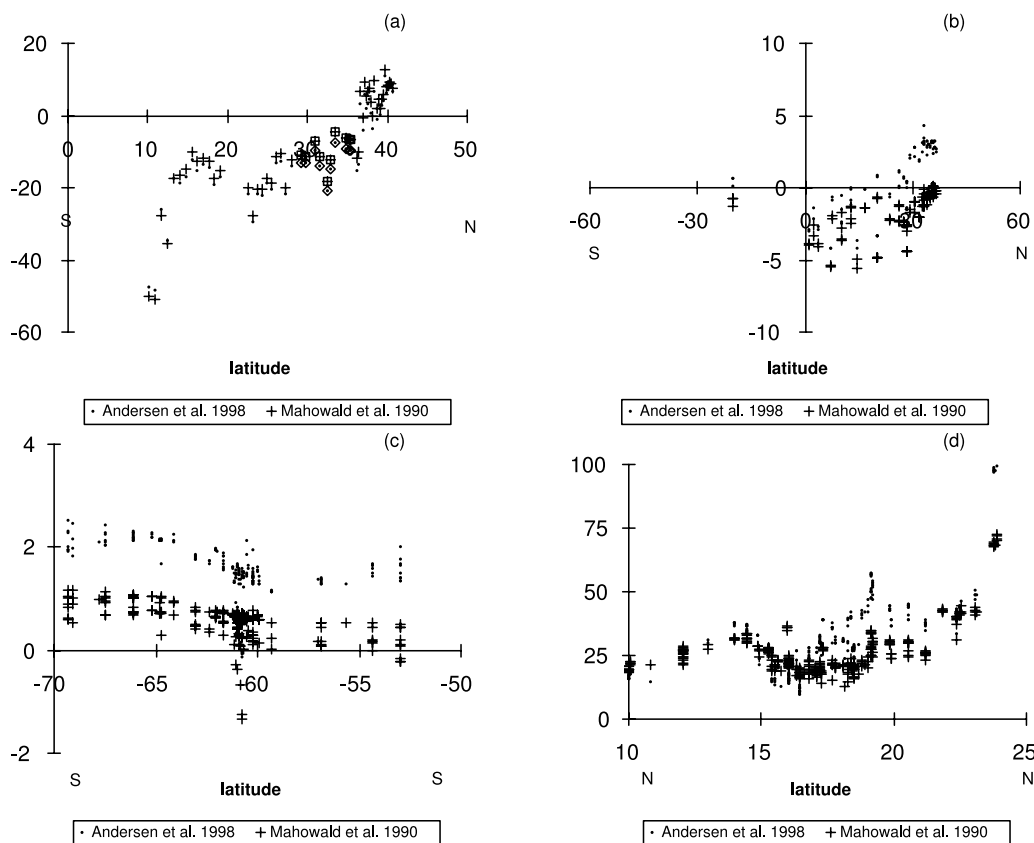 (a)
20
0
-20
-40
-60
0 10 20 30 40 50
S N
latitude
Andersen et al. 1998 Mahowald et al. 1990
(b)
10
5
0
-5
-10
-60 -30 0 20 60
S N
latitude
Andersen et al. 1998 Mahowald et al. 1990
(c)
4
2
0
-2
-70 -65 -60 -55 -50
S S
latitude
Andersen et al. 1998 Mahowald et al. 1990
(d)
100
75
50
25
0
10 15 20 25
N N
latitude
Andersen et al. 1998 Mahowald et al. 1990